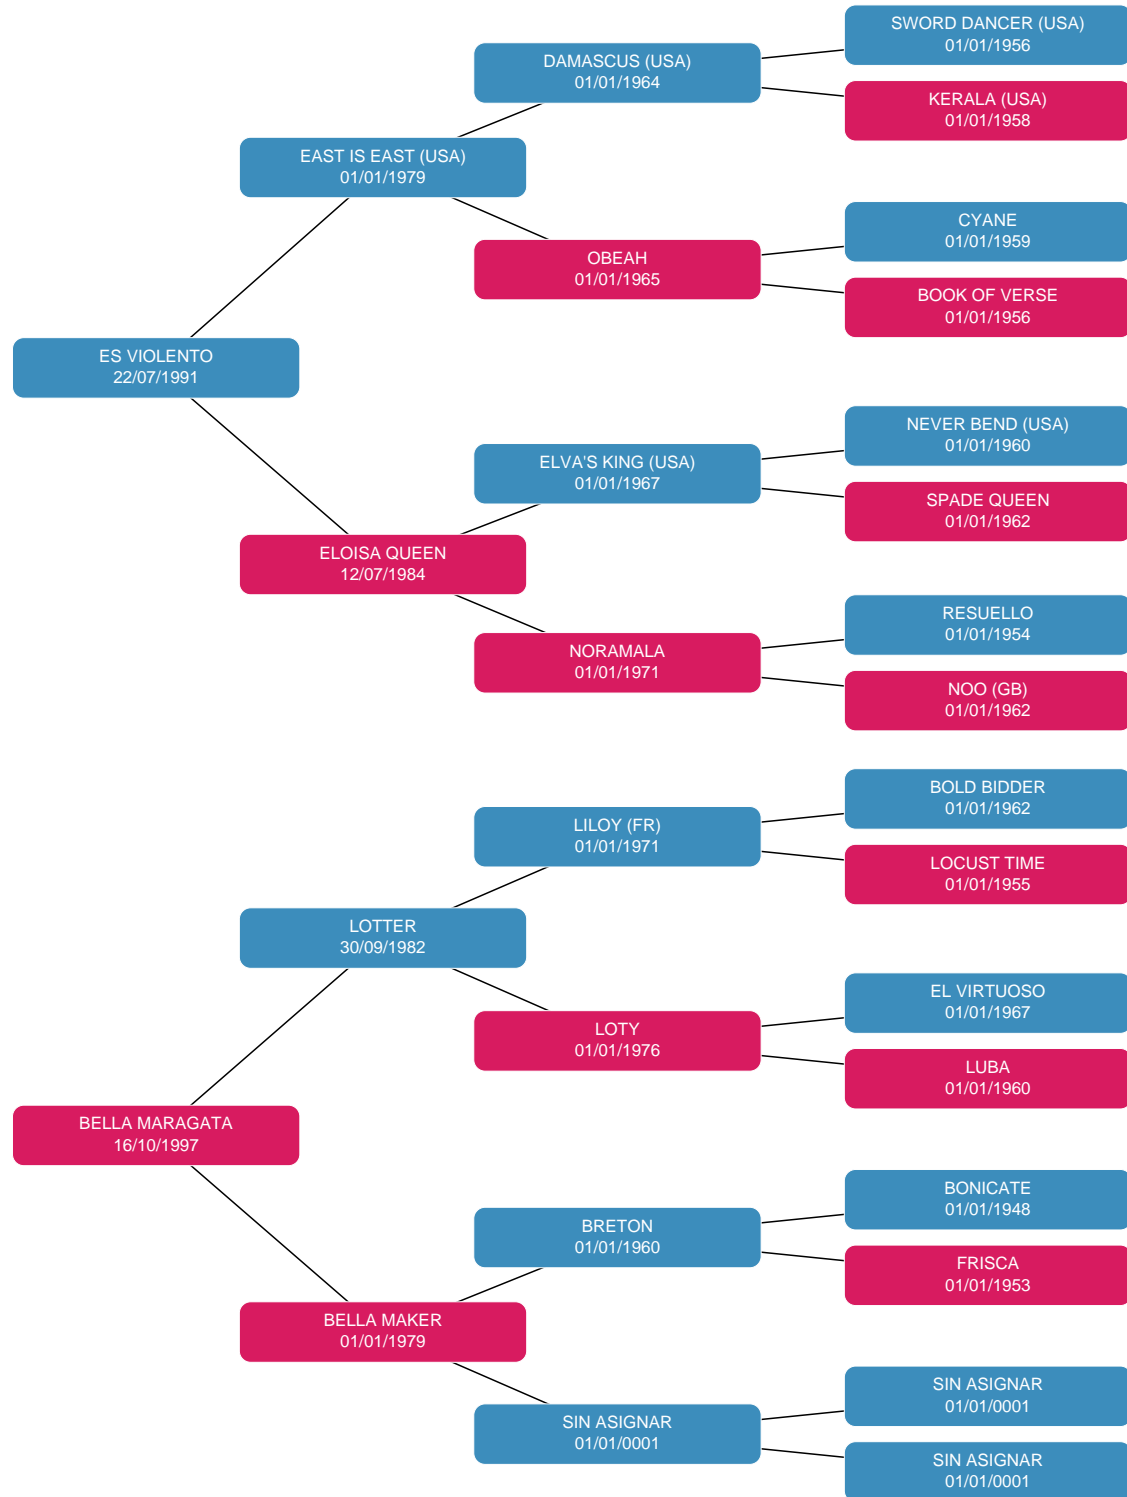 SWORD DANCER (USA)
01/01/1956
DAMASCUS (USA)
01/01/1964
KERALA (USA)
01/01/1958
EAST IS EAST (USA)
01/01/1979
CYANE
01/01/1959
OBEAH
01/01/1965
BOOK OF VERSE
01/01/1956
ES VIOLENTO
22/07/1991
NEVER BEND (USA)
01/01/1960
ELVA'S KING (USA)
01/01/1967
SPADE QUEEN
01/01/1962
ELOISA QUEEN
12/07/1984
RESUELLO
01/01/1954
NORAMALA
01/01/1971
NOO (GB)
01/01/1962
BOLD BIDDER
01/01/1962
LILOY (FR)
01/01/1971
LOCUST TIME
01/01/1955
LOTTER
30/09/1982
EL VIRTUOSO
01/01/1967
LOTY
01/01/1976
LUBA
01/01/1960
BELLA MARAGATA
16/10/1997
BONICATE
01/01/1948
BRETON
01/01/1960
FRISCA
01/01/1953
BELLA MAKER
01/01/1979
SIN ASIGNAR
01/01/0001
SIN ASIGNAR
01/01/0001
SIN ASIGNAR
01/01/0001